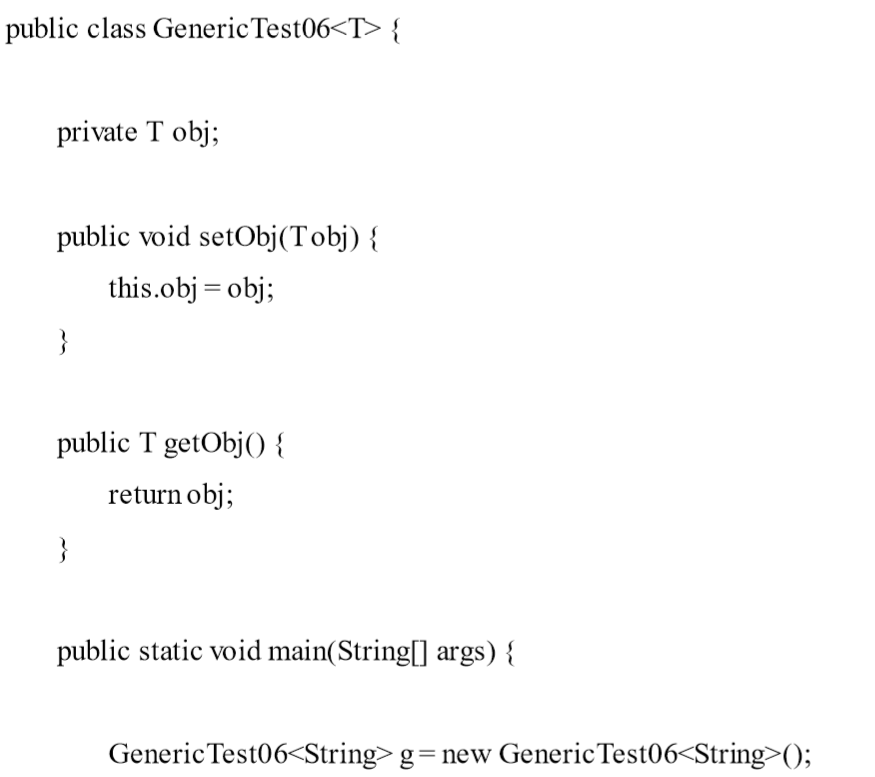 public class GenericTest06<T> {
private T obj;
public void setObj(T obj) {
this.obj = obj;
}
public T getObj() {
return obj;
}
public static void main(String[] args) {
GenericTest06<String> g = new GenericTest06<String>();